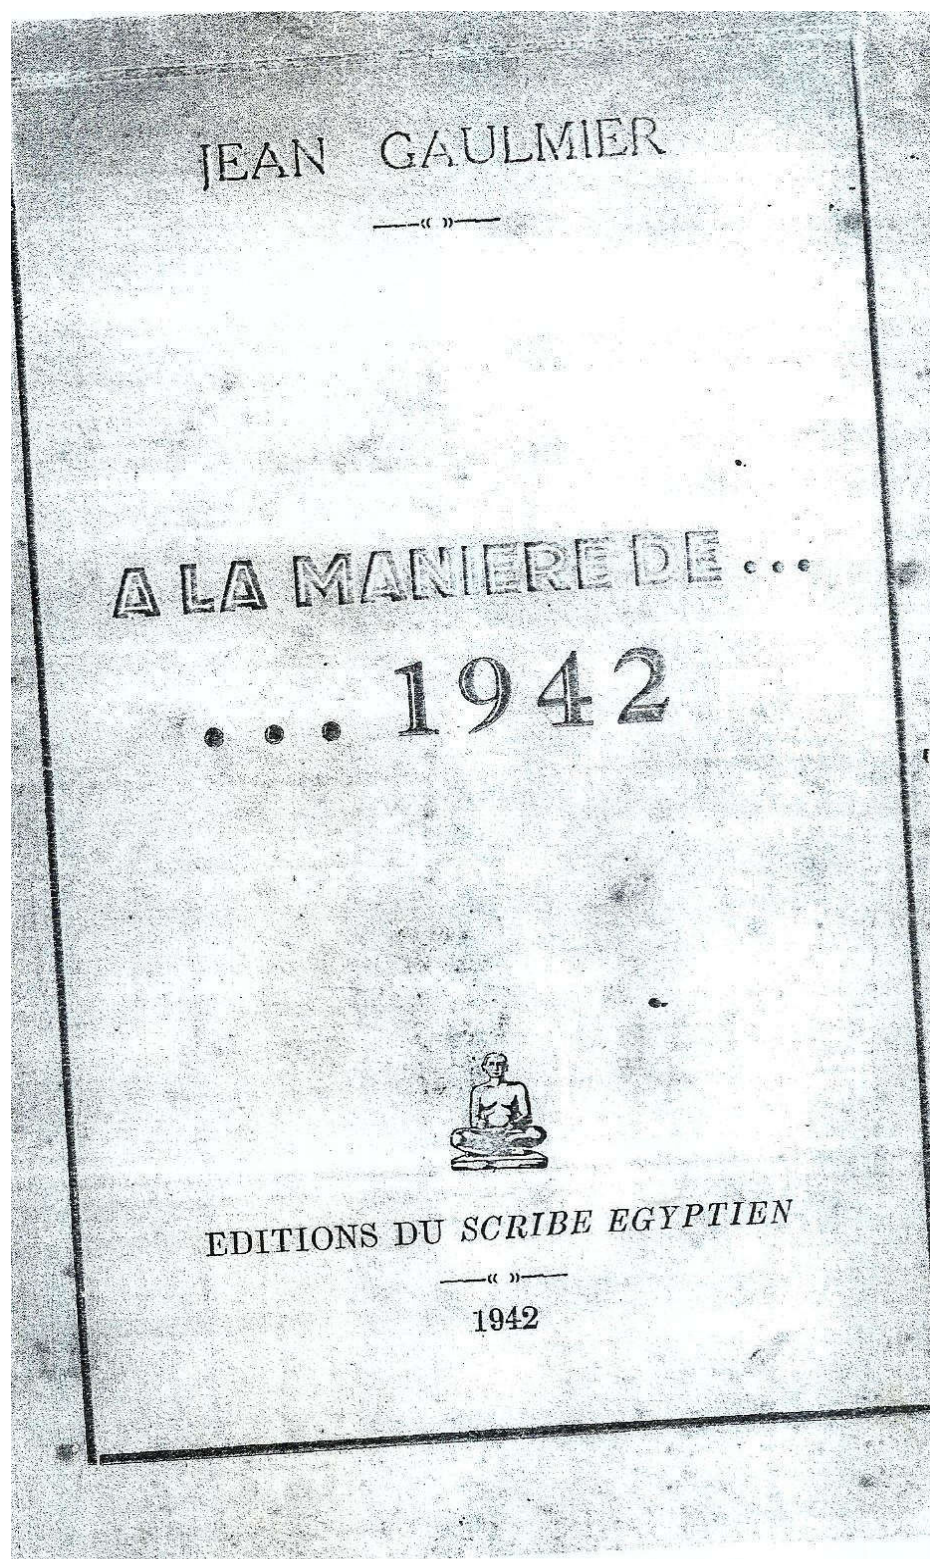 JEAN GAULMIER
—«»—
A LA MANIERE DE...
...1942
EDITIONS DU SCRIBE EGYPTIEN
—«»—
1942